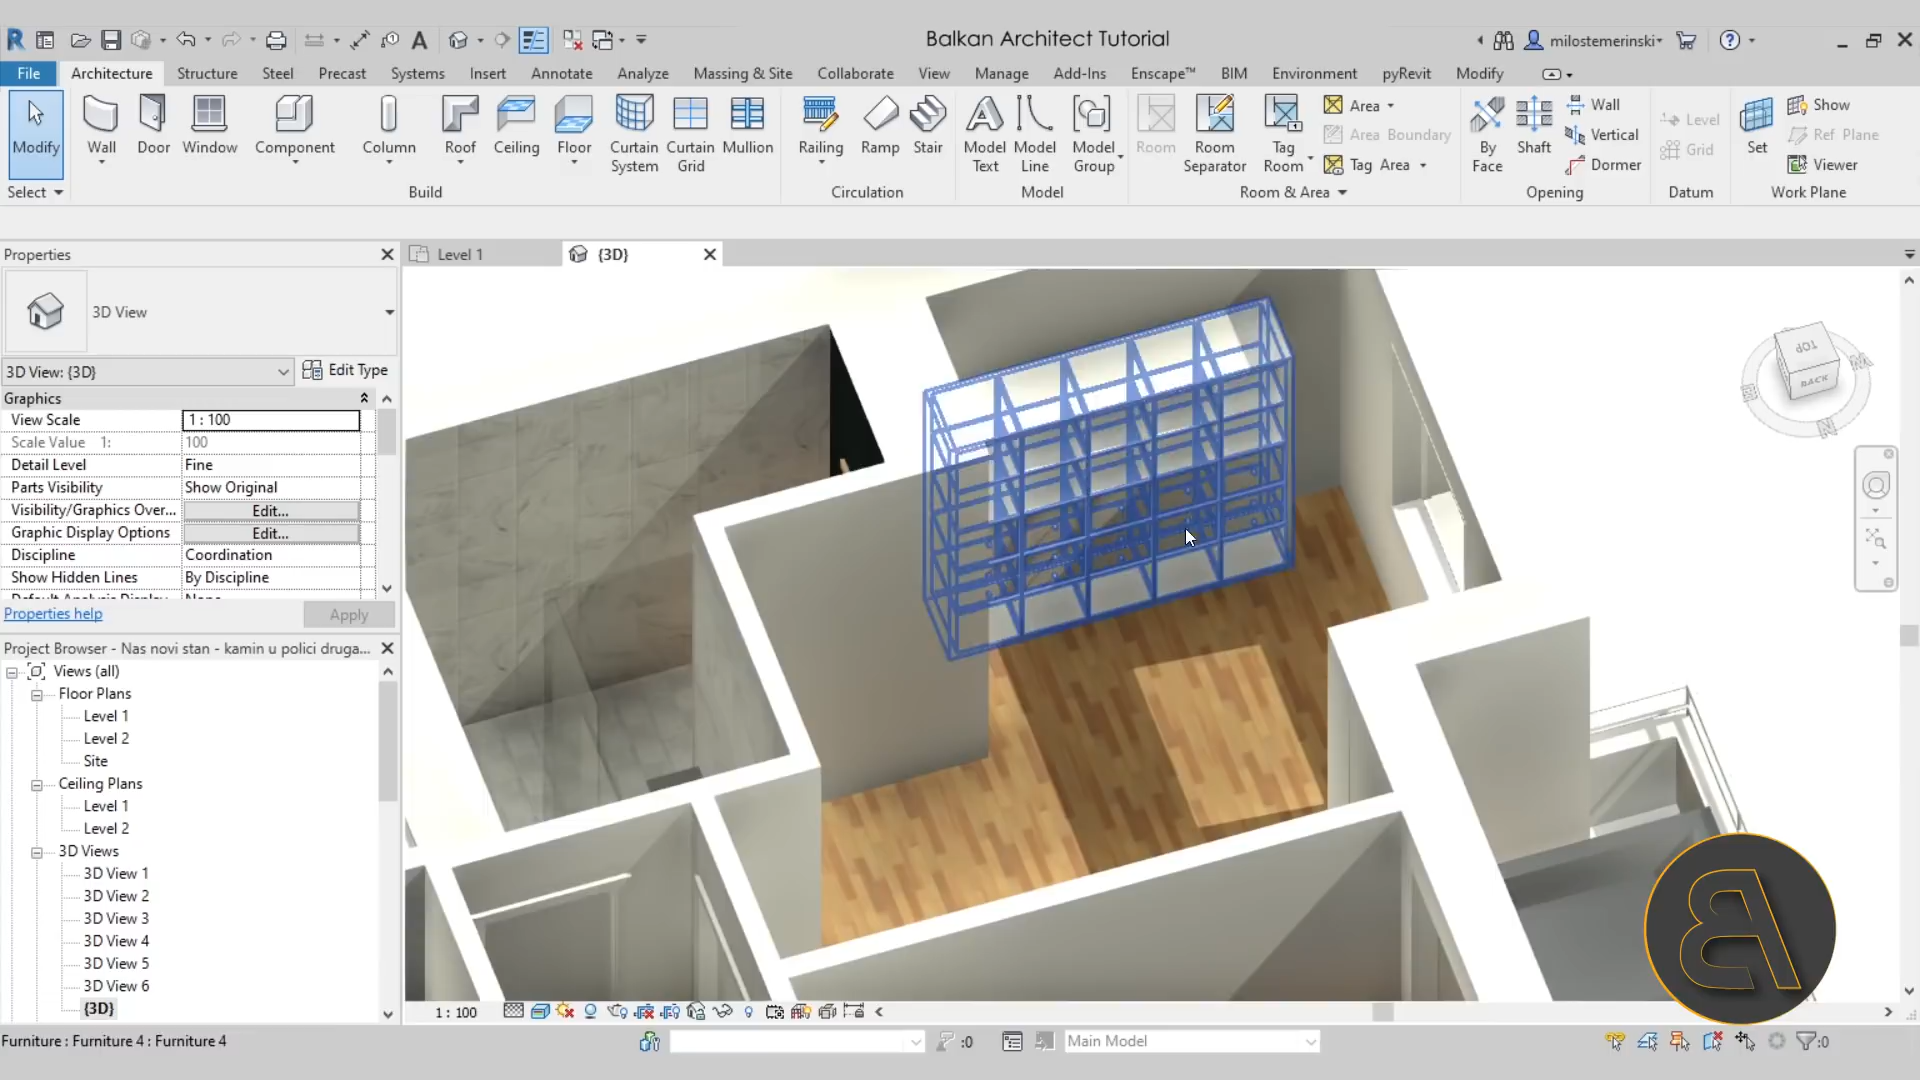 Balkan Architect Tutorial
milostemerinski
File
Architecture
Structure
Steel
Precast
Systems
Insert
Annotate
Analyze
Massing & Site
Collaborate
View
Manage
Add-Ins
Enscape™
BIM
Environment
pyRevit
Modify
Modify
Wall
Door
Window
Component
Column
Roof
Ceiling
Floor
Curtain
System
Curtain
Grid
Mullion
Railing
Ramp
Stair
Model
Text
Model
Line
Model
Group
Room
Room
Separator
Tag
Room
Area
Area Boundary
Tag Area
By
Face
Shaft
Wall
Vertical
Dormer
Level
Grid
Set
Show
Ref Plane
Viewer
Select
Build
Circulation
Model
Room & Area
Opening
Datum
Work Plane
Properties
Level 1
{3D}
3D View
3D View: {3D}
Edit Type
Graphics
View Scale
1 : 100
Scale Value 1:
100
Detail Level
Fine
Parts Visibility
Show Original
Visibility/Graphics Over...
Edit...
Graphic Display Options
Edit...
Discipline
Coordination
Show Hidden Lines
By Discipline
Default Analysis Display
None
Properties help
Apply
Project Browser - Nas novi stan - kamin u polici druga...
Views (all)
Floor Plans
Level 1
Level 2
Site
Ceiling Plans
Level 1
Level 2
3D Views
3D View 1
3D View 2
3D View 3
3D View 4
3D View 5
3D View 6
{3D}
TOP
BACK
N
1 : 100
Furniture : Furniture 4 : Furniture 4
:0
Main Model
:0